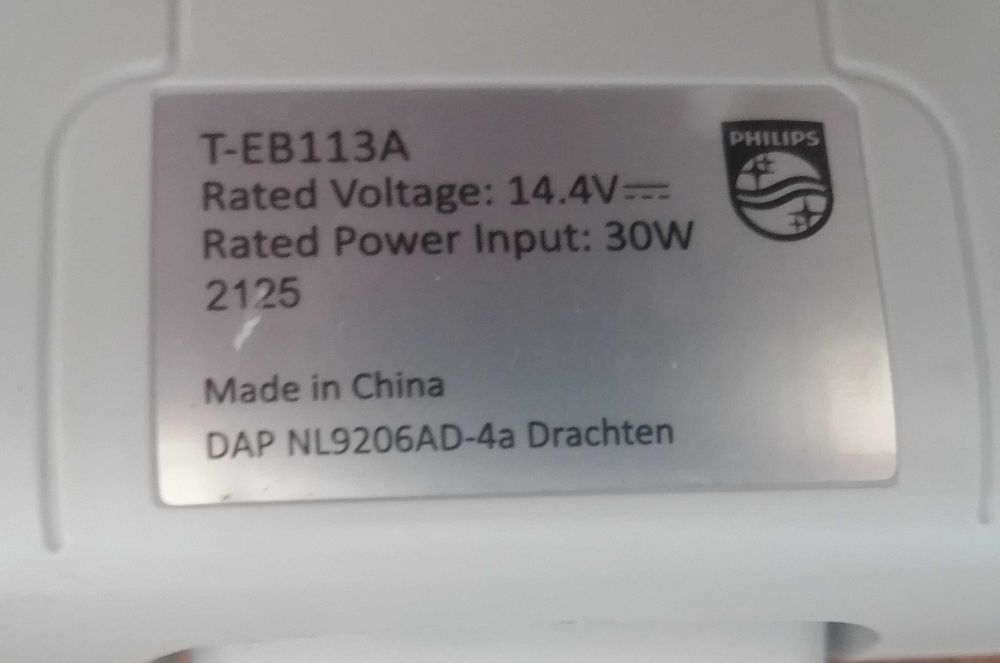 T-EB113A
PHILIPS
Rated Voltage: 14.4V⎓
Rated Power Input: 30W
2125
Made in China
DAP NL9206AD-4a Drachten